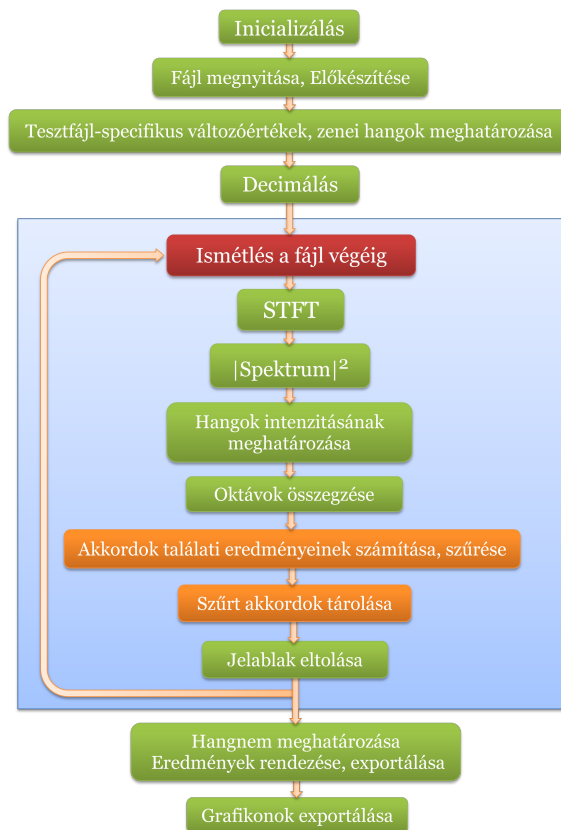 Inicializálás
Fájl megnyitása, Előkészítése
Tesztfájl-specifikus változóértékek, zenei hangok meghatározása
Decimálás
Ismétlés a fájl végéig
STFT
|Spektrum|²
Hangok intenzitásának
meghatározása
Oktávok összegzése
Akkordok találati eredményeinek számítása, szűrése
Szűrt akkordok tárolása
Jelablak eltolása
Hangnem meghatározása
Eredmények rendezése, exportálása
Grafikonok exportálása